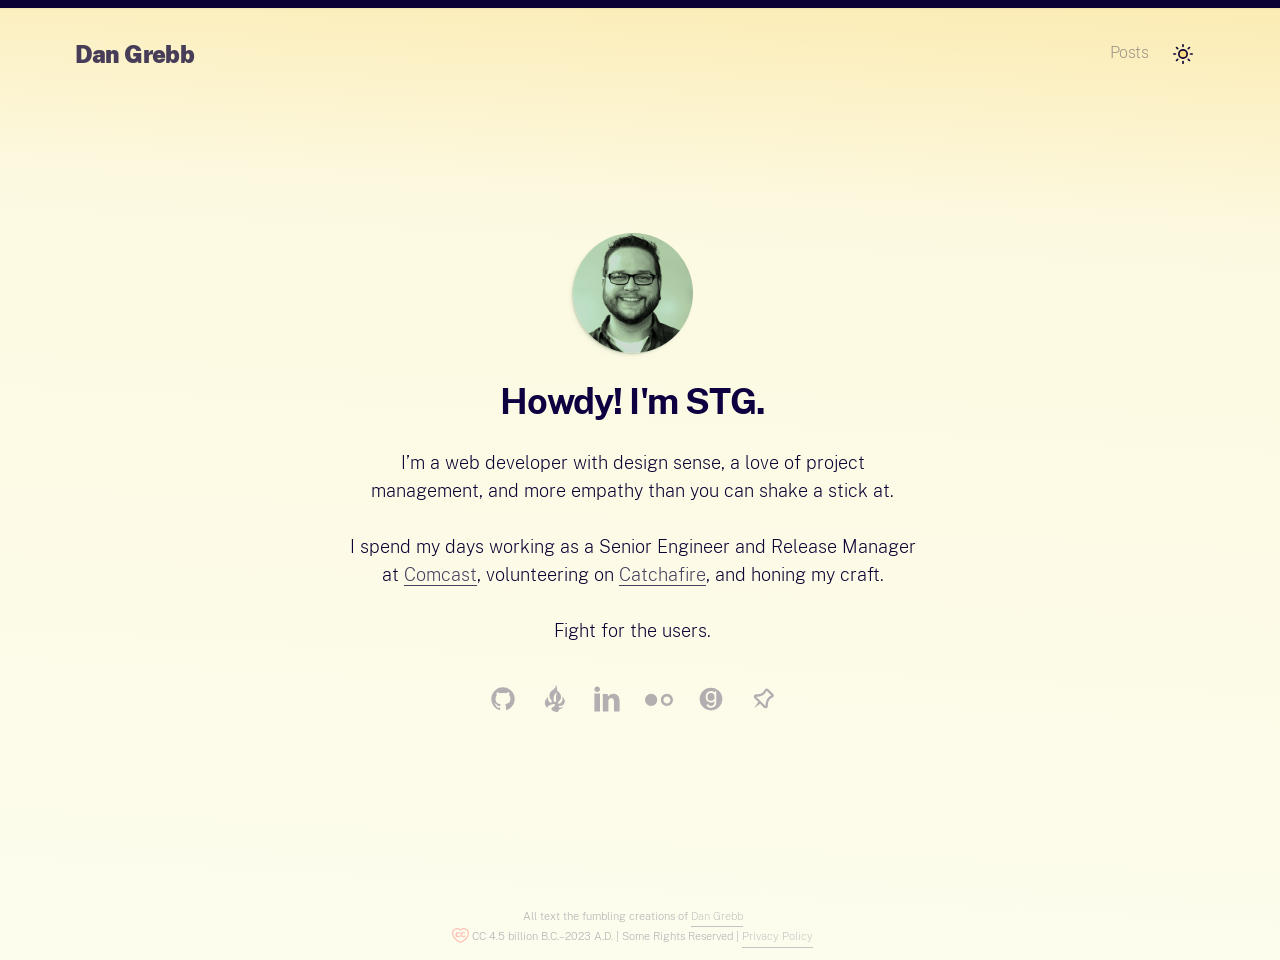 Dan Grebb
Posts
Howdy! I'm STG.
I’m a web developer with design sense, a love of project
management, and more empathy than you can shake a stick at.
I spend my days working as a Senior Engineer and Release Manager
at Comcast, volunteering on Catchafire, and honing my craft.
Fight for the users.
All text the fumbling creations of Dan Grebb
CC 4.5 billion B.C.–2023 A.D. | Some Rights Reserved | Privacy Policy